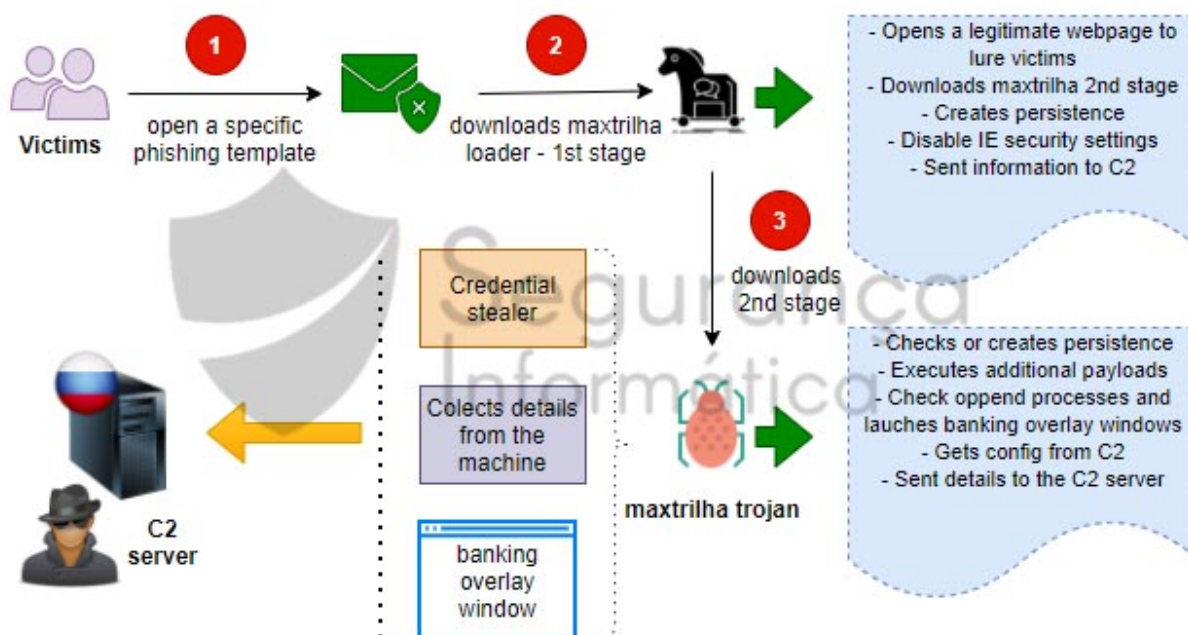 1
2
Victims
open a specific
phishing template
downloads maxtrilha
loader - 1st stage
- Opens a legitimate webpage to
lure victims
- Downloads maxtrilha 2nd stage
- Creates persistence
- Disable IE security settings
- Sent information to C2
3
downloads
2nd stage
Segurança
Informática
Credential
stealer
Colects details
from the
machine
banking
overlay
window
C2
server
maxtrilha trojan
- Checks or creates persistence
- Executes additional payloads
- Check oppend processes and
lauches banking overlay windows
- Gets config from C2
- Sent details to the C2 server